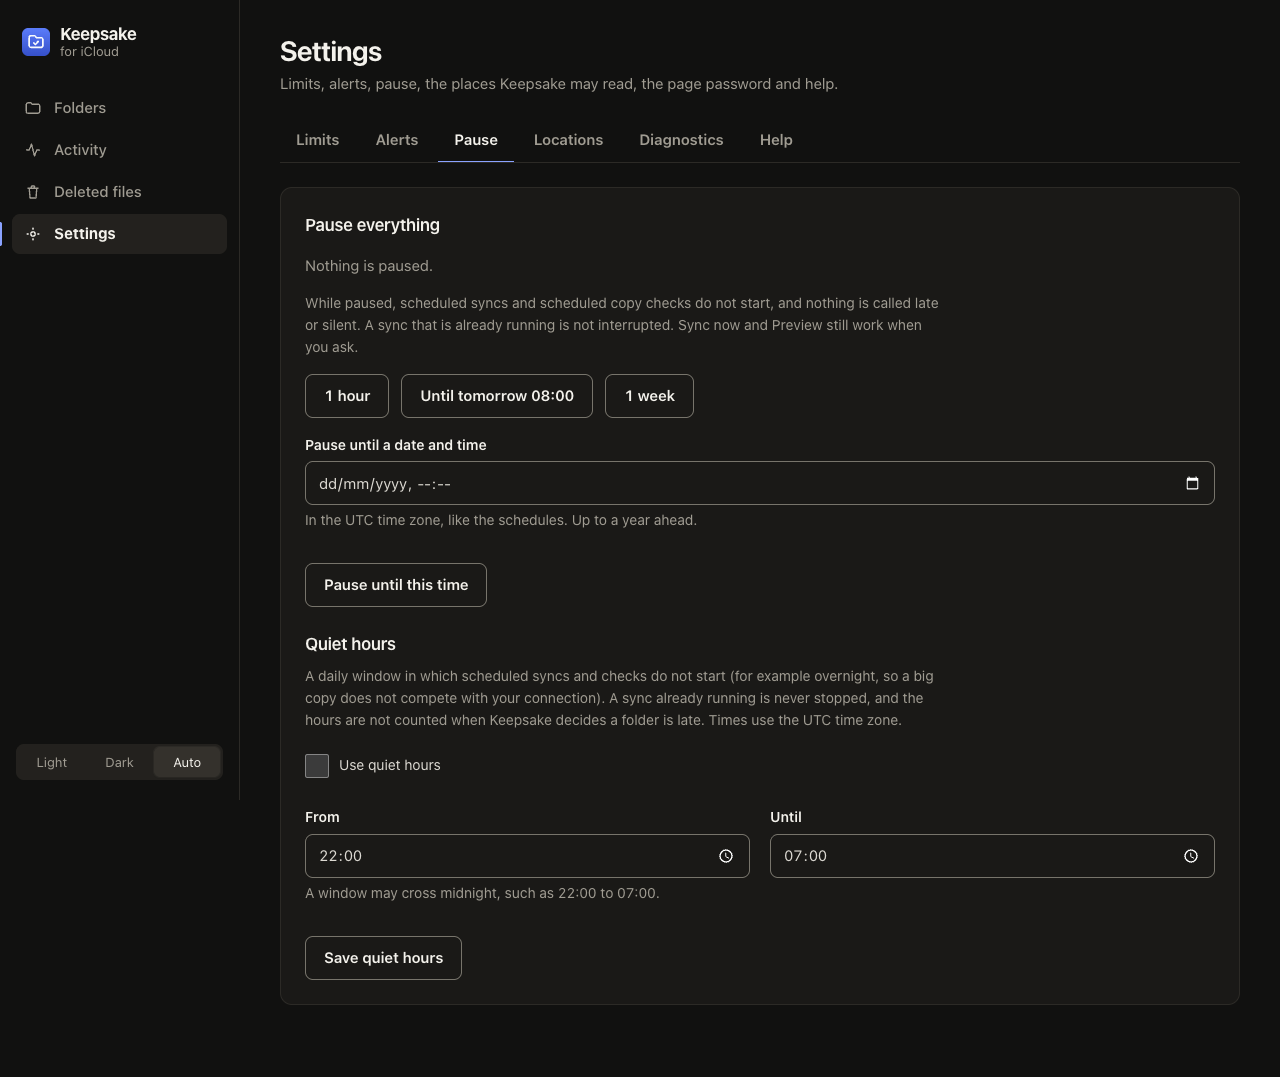 Keepsake
for iCloud
Folders
Activity
Deleted files
Settings
Light Dark Auto
Settings
Limits, alerts, pause, the places Keepsake may read, the page password and help.
Limits Alerts Pause Locations Diagnostics Help
Pause everything
Nothing is paused.
While paused, scheduled syncs and scheduled copy checks do not start, and nothing is called late
or silent. A sync that is already running is not interrupted. Sync now and Preview still work when
you ask.
1 hour Until tomorrow 08:00 1 week
Pause until a date and time
dd/mm/yyyy, --:--
In the UTC time zone, like the schedules. Up to a year ahead.
Pause until this time
Quiet hours
A daily window in which scheduled syncs and checks do not start (for example overnight, so a big
copy does not compete with your connection). A sync already running is never stopped, and the
hours are not counted when Keepsake decides a folder is late. Times use the UTC time zone.
Use quiet hours
From Until
22:00 07:00
A window may cross midnight, such as 22:00 to 07:00.
Save quiet hours